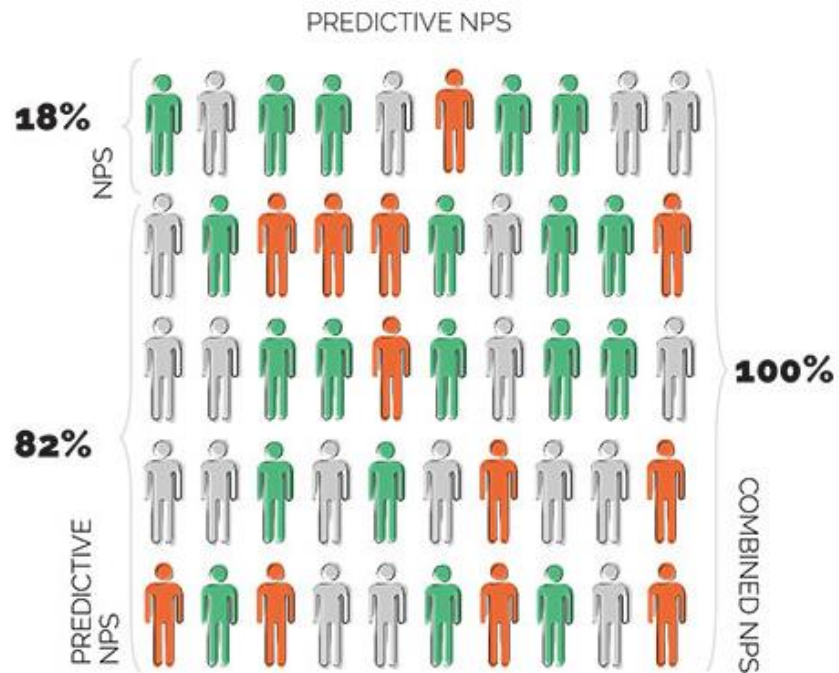 PREDICTIVE NPS
18%
NPS
82%
PREDICTIVE
NPS
100%
COMBINED NPS